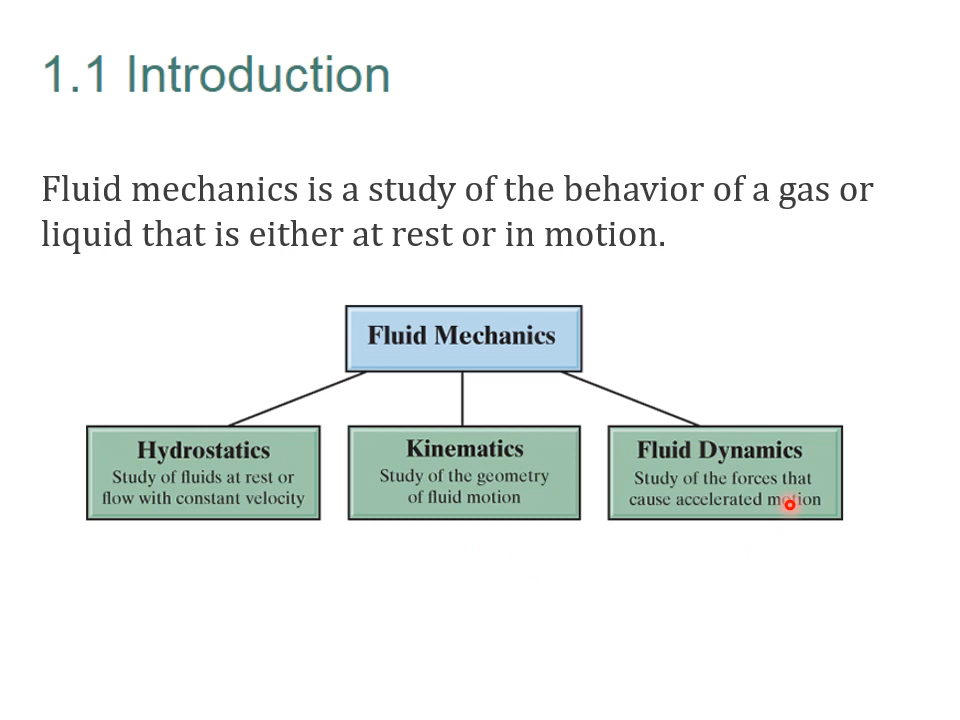 1.1 Introduction
Fluid mechanics is a study of the behavior of a gas or
liquid that is either at rest or in motion.
Fluid Mechanics
Hydrostatics
Study of fluids at rest or
flow with constant velocity
Kinematics
Study of the geometry
of fluid motion
Fluid Dynamics
Study of the forces that
cause accelerated motion